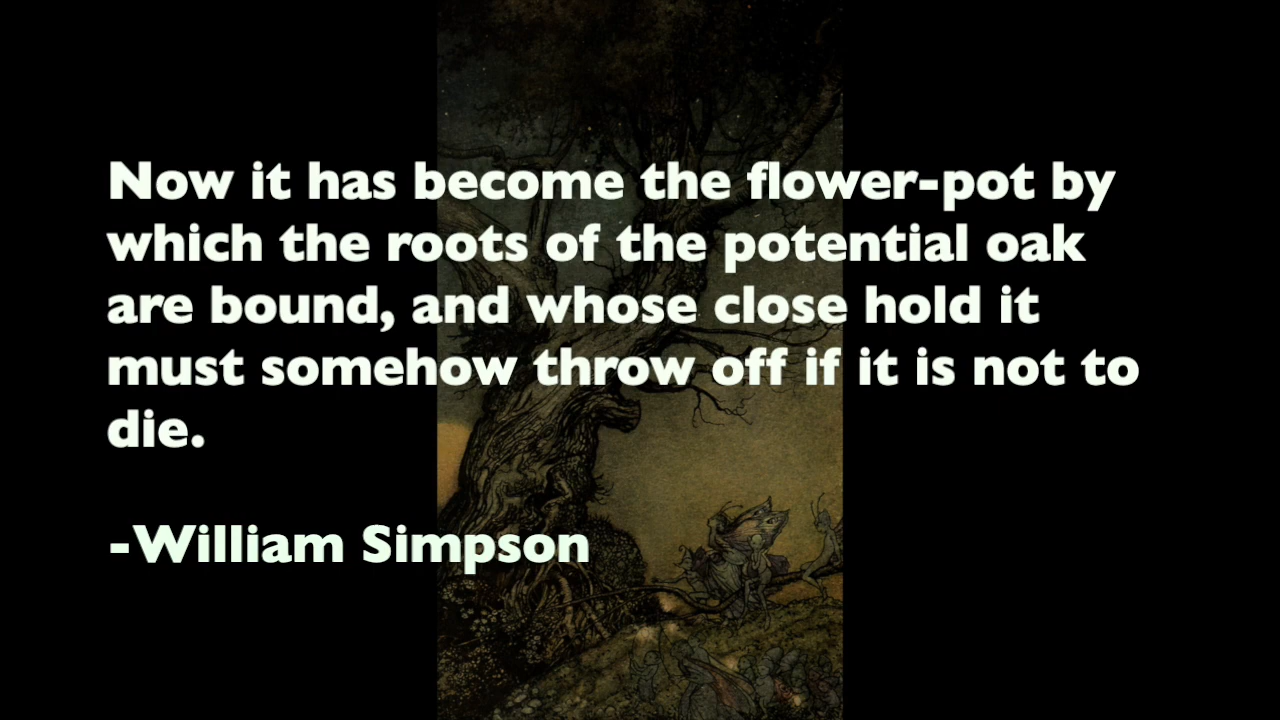 Now it has become the flower-pot by
which the roots of the potential oak
are bound, and whose close hold it
must somehow throw off if it is not to
die.
-William Simpson